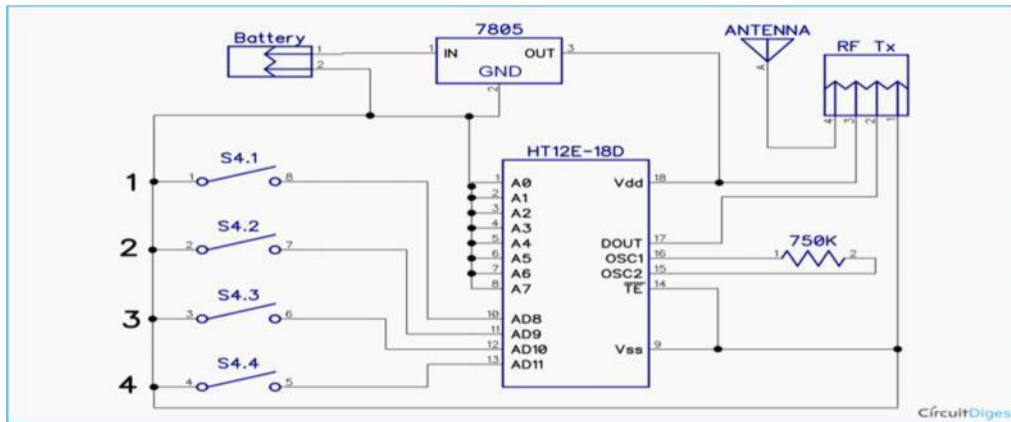 Battery
1
2
7805
1 IN OUT 3
GND
2
ANTENNA
A
RF Tx
4 3 2 1
HT12E-18D
1 A0
2 A1
3 A2
4 A3
5 A4
6 A5
7 A6
8 A7
10 AD8
11 AD9
12 AD10
13 AD11
Vdd 18
DOUT 17
OSC1 16
OSC2 15
TE 14
Vss 9
750K
1 2
S4.1
1 1 8
S4.2
2 2 7
S4.3
3 3 6
S4.4
4 4 5
CírcuitDiges